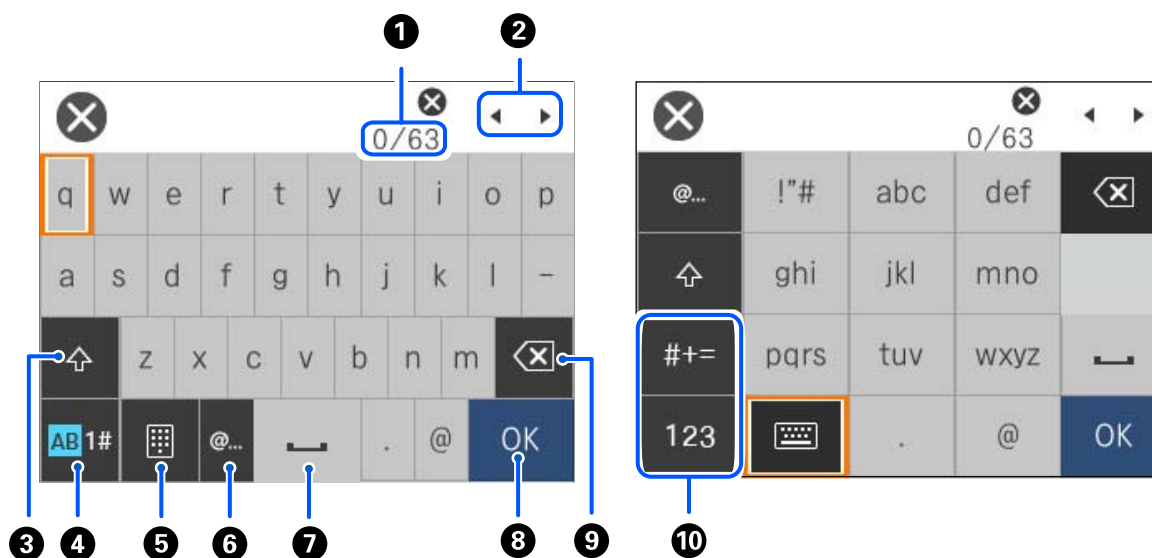 1 2
0/63
0/63
q w e r t y u i o p
@... !"# abc def
a s d f g h j k l -
ghi jkl mno
z x c v b n m
#+= pqrs tuv wxyz
AB 1# @... . @ OK
123 . @ OK
3 4 5 6 7 8 9 10